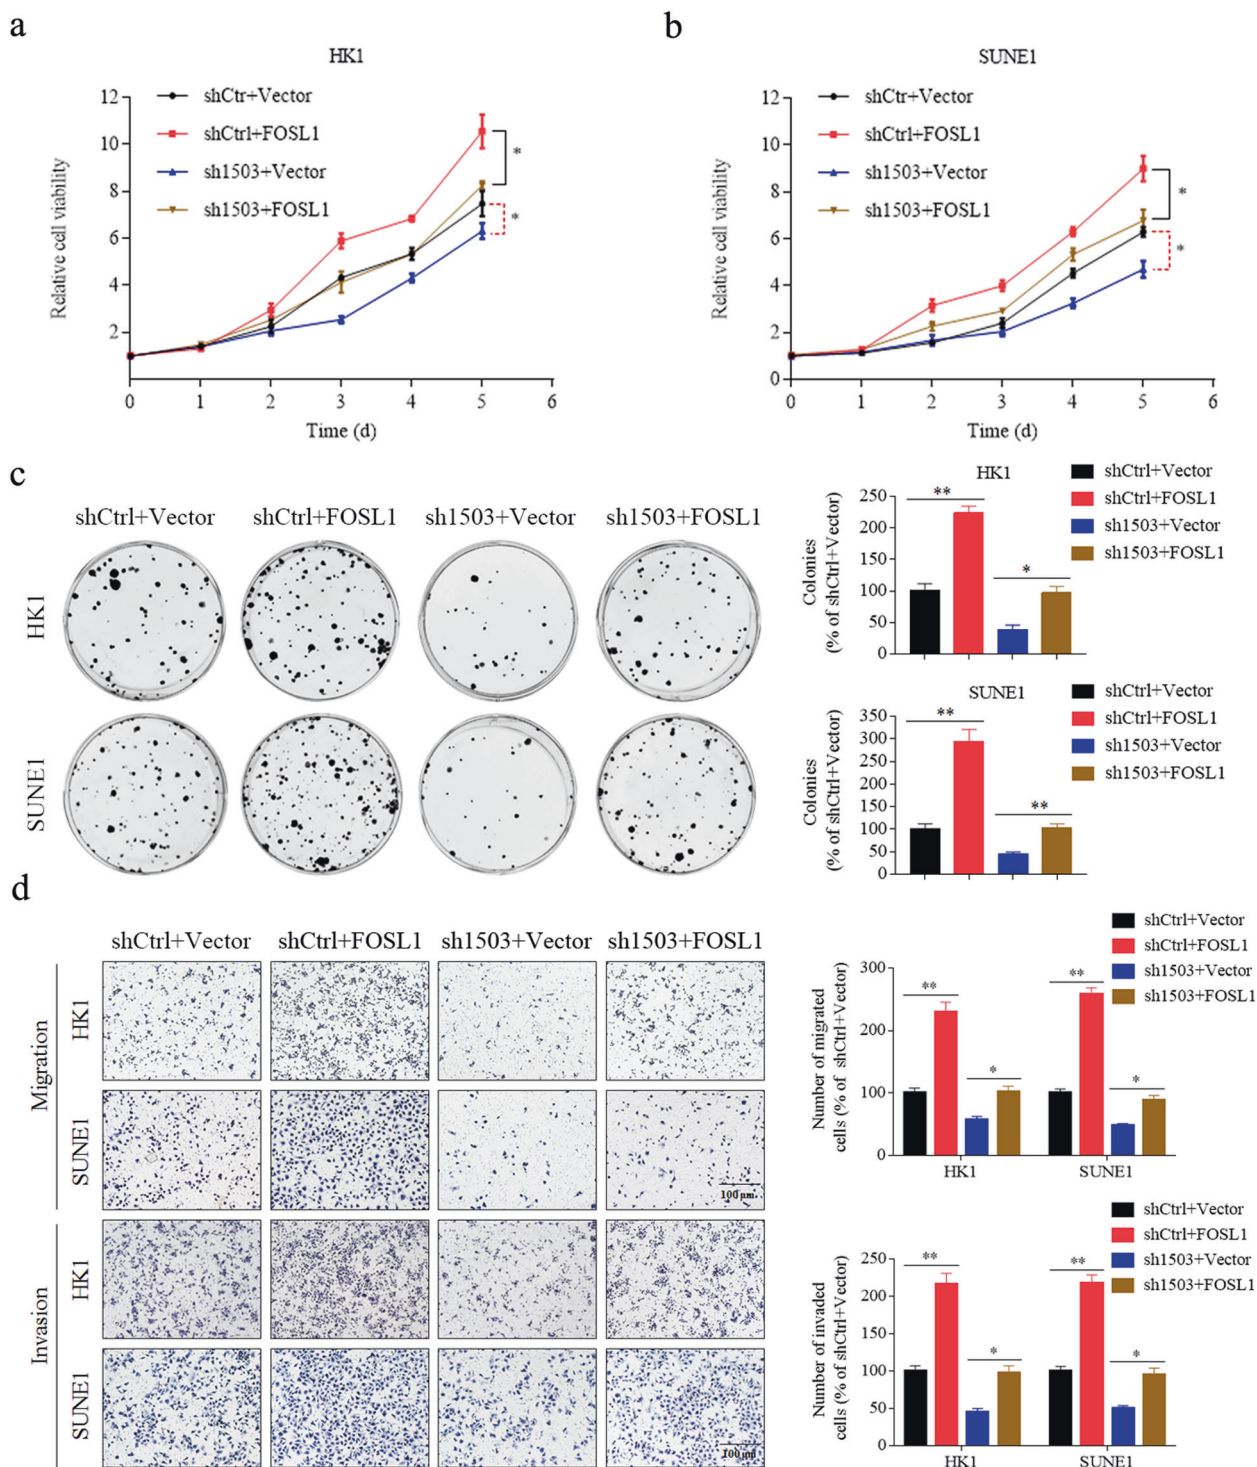 a
HK1
shCtr+Vector
shCtrl+FOSL1
sh1503+Vector
sh1503+FOSL1
Relative cell viability
12
10
8
6
4
2
*
*
0 1 2 3 4 5 6
Time (d)
b
SUNE1
shCtr+Vector
shCtrl+FOSL1
sh1503+Vector
sh1503+FOSL1
Relative cell viability
12
10
8
6
4
2
0
*
*
0 1 2 3 4 5 6
Time (d)
c
shCtrl+Vector shCtrl+FOSL1 sh1503+Vector sh1503+FOSL1
HK1
SUNE1
HK1
shCtrl+Vector
shCtrl+FOSL1
sh1503+Vector
sh1503+FOSL1
Colonies
(% of shCtrl+Vector)
250
200
150
100
50
0
**
*
SUNE1
shCtrl+Vector
shCtrl+FOSL1
sh1503+Vector
sh1503+FOSL1
Colonies
(% of shCtrl+Vector)
350
300
250
200
150
100
50
0
**
**
d
shCtrl+Vector shCtrl+FOSL1 sh1503+Vector sh1503+FOSL1
Migration
HK1
SUNE1
100 μm
Invasion
HK1
SUNE1
100 μm
shCtrl+Vector
shCtrl+FOSL1
sh1503+Vector
sh1503+FOSL1
Number of migrated
cells (% of shCtrl+Vector)
300
200
100
0
** * ** *
HK1 SUNE1
shCtrl+Vector
shCtrl+FOSL1
sh1503+Vector
sh1503+FOSL1
Number of invaded
cells (% of shCtrl+Vector)
250
200
150
100
50
0
** * ** *
HK1 SUNE1